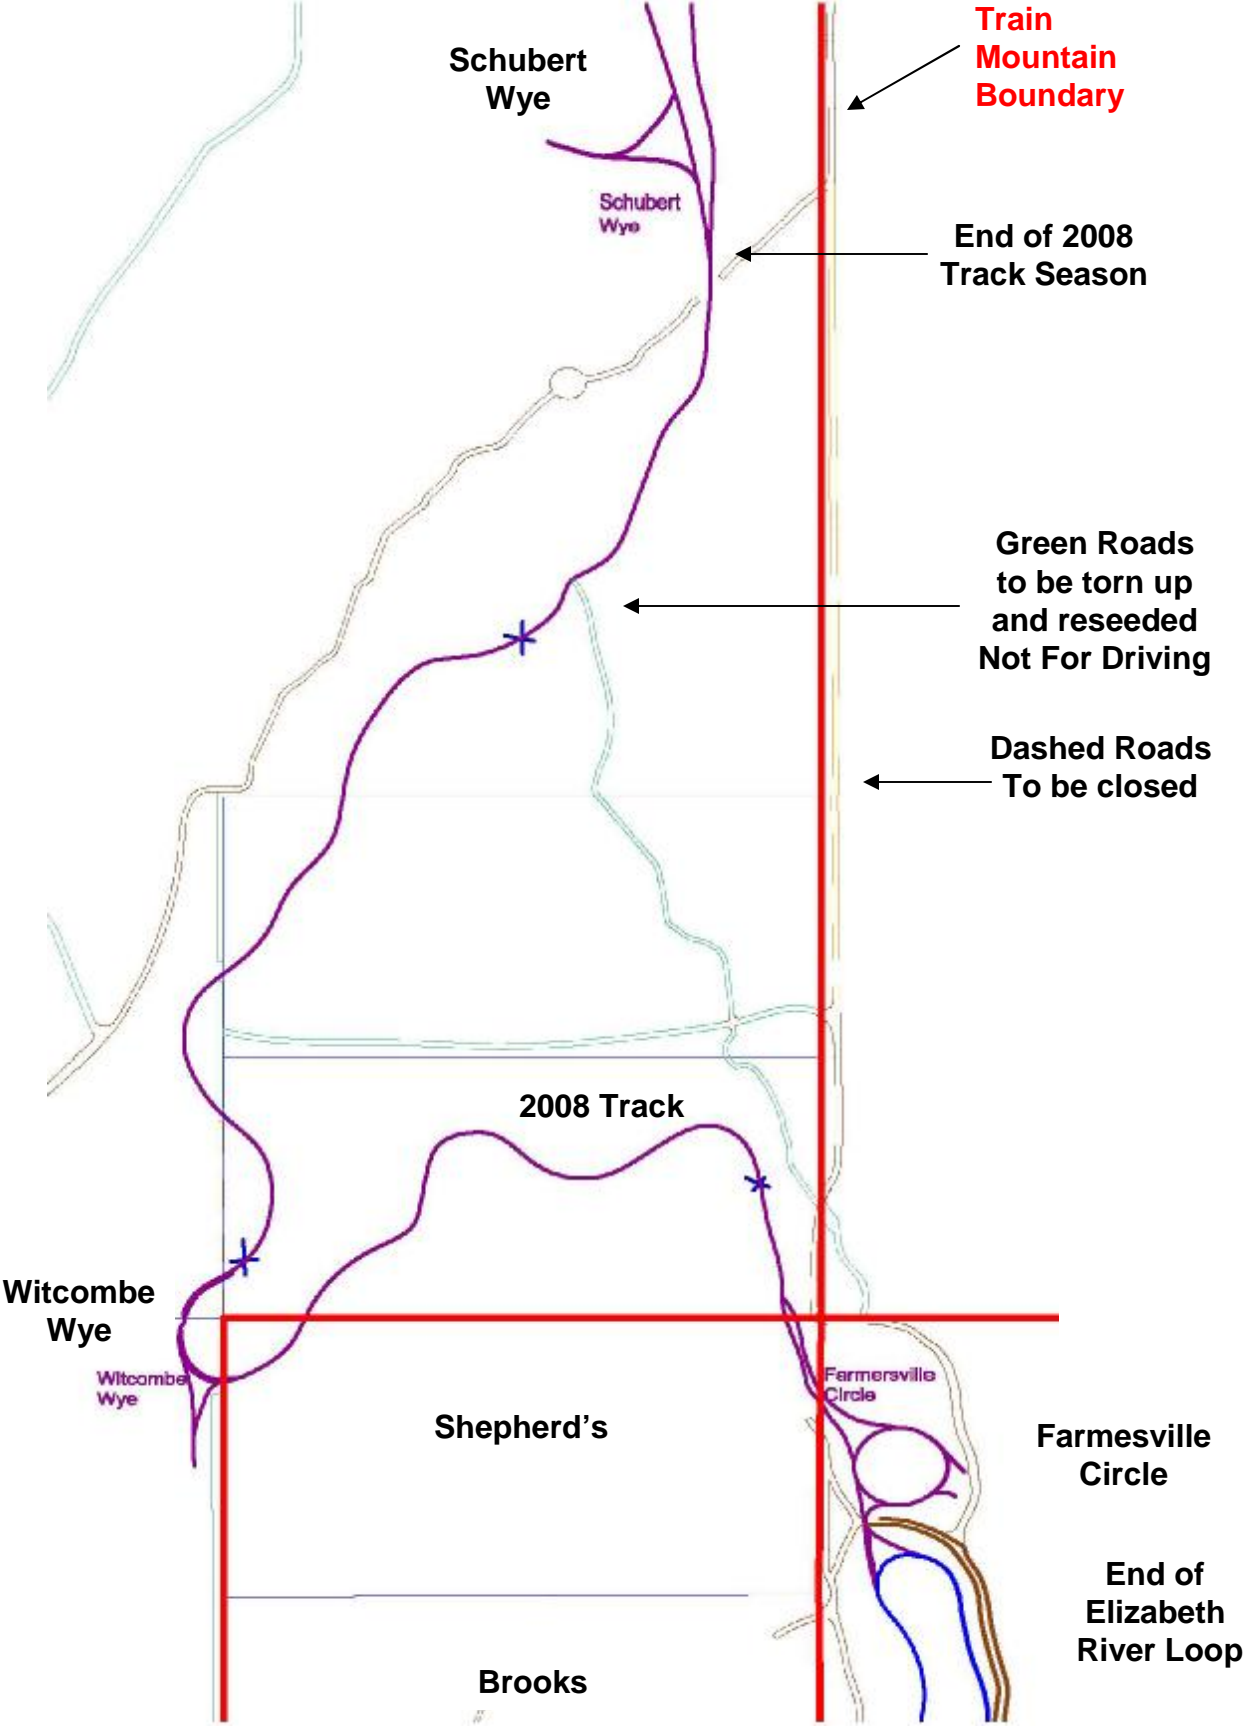 Train
Mountain
Boundary
Schubert
Wye
Schubert
Wye
End of 2008
Track Season
Green Roads
to be torn up
and reseeded
Not For Driving
Dashed Roads
To be closed
2008 Track
Witcombe
Wye
Witcombe
Wye
Farmersville
Circle
Shepherd's
Farmesville
Circle
End of
Elizabeth
River Loop
Brooks